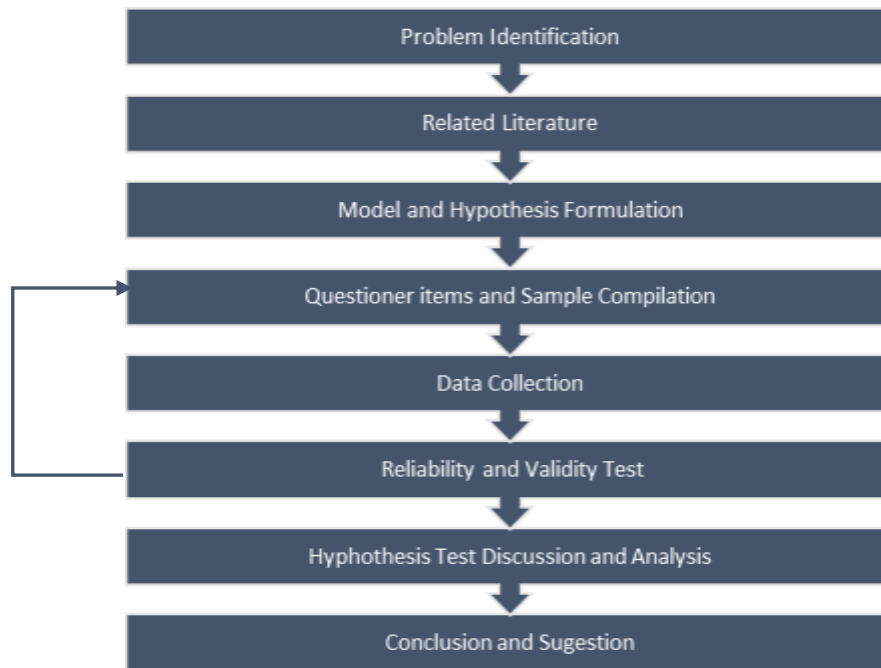 Problem Identification
Related Literature
Model and Hypothesis Formulation
Questioner items and Sample Compilation
Data Collection
Reliability and Validity Test
Hyphothesis Test Discussion and Analysis
Conclusion and Sugestion